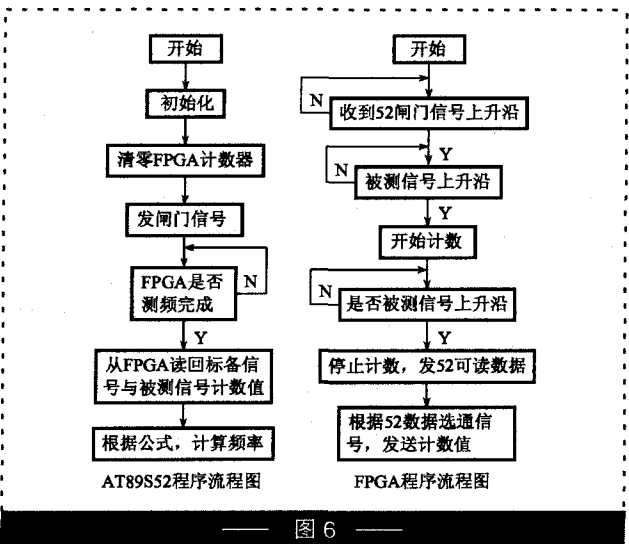 开始
初始化
清零FPGA计数器
发闸门信号
FPGA是否
测频完成
N
Y
从FPGA读回标备信
号与被测信号计数值
根据公式，计算频率
AT89S52程序流程图
开始
N
收到52闸门信号上升沿
Y
N
被测信号上升沿
Y
开始计数
N
是否被测信号上升沿
Y
停止计数，发52可读数据
根据52数据选通信
号，发送计数值
FPGA程序流程图
图6